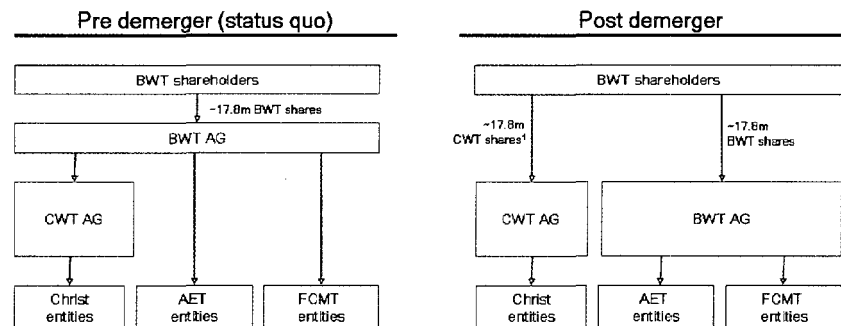 Pre demerger (status quo)
BWT shareholders
~17.8m BWT shares
BWT AG
CWT AG
Christ
entities
AET
entities
FCMT
entities
Post demerger
BWT shareholders
~17.8m
CWT shares¹
~17.8m
BWT shares
CWT AG
BWT AG
Christ
entities
AET
entities
FCMT
entities